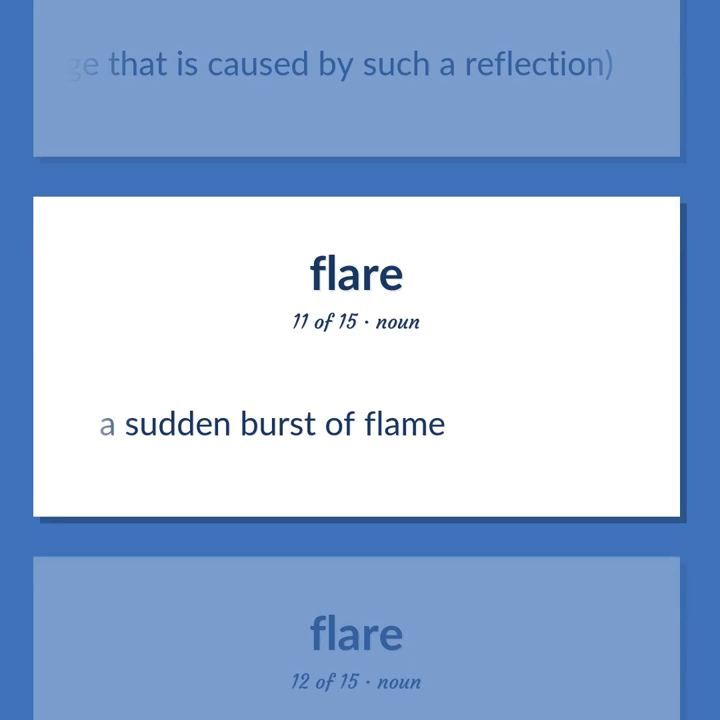 ge that is caused by such a reflection)
flare
11 of 15 · noun
a sudden burst of flame
flare
12 of 15 · noun